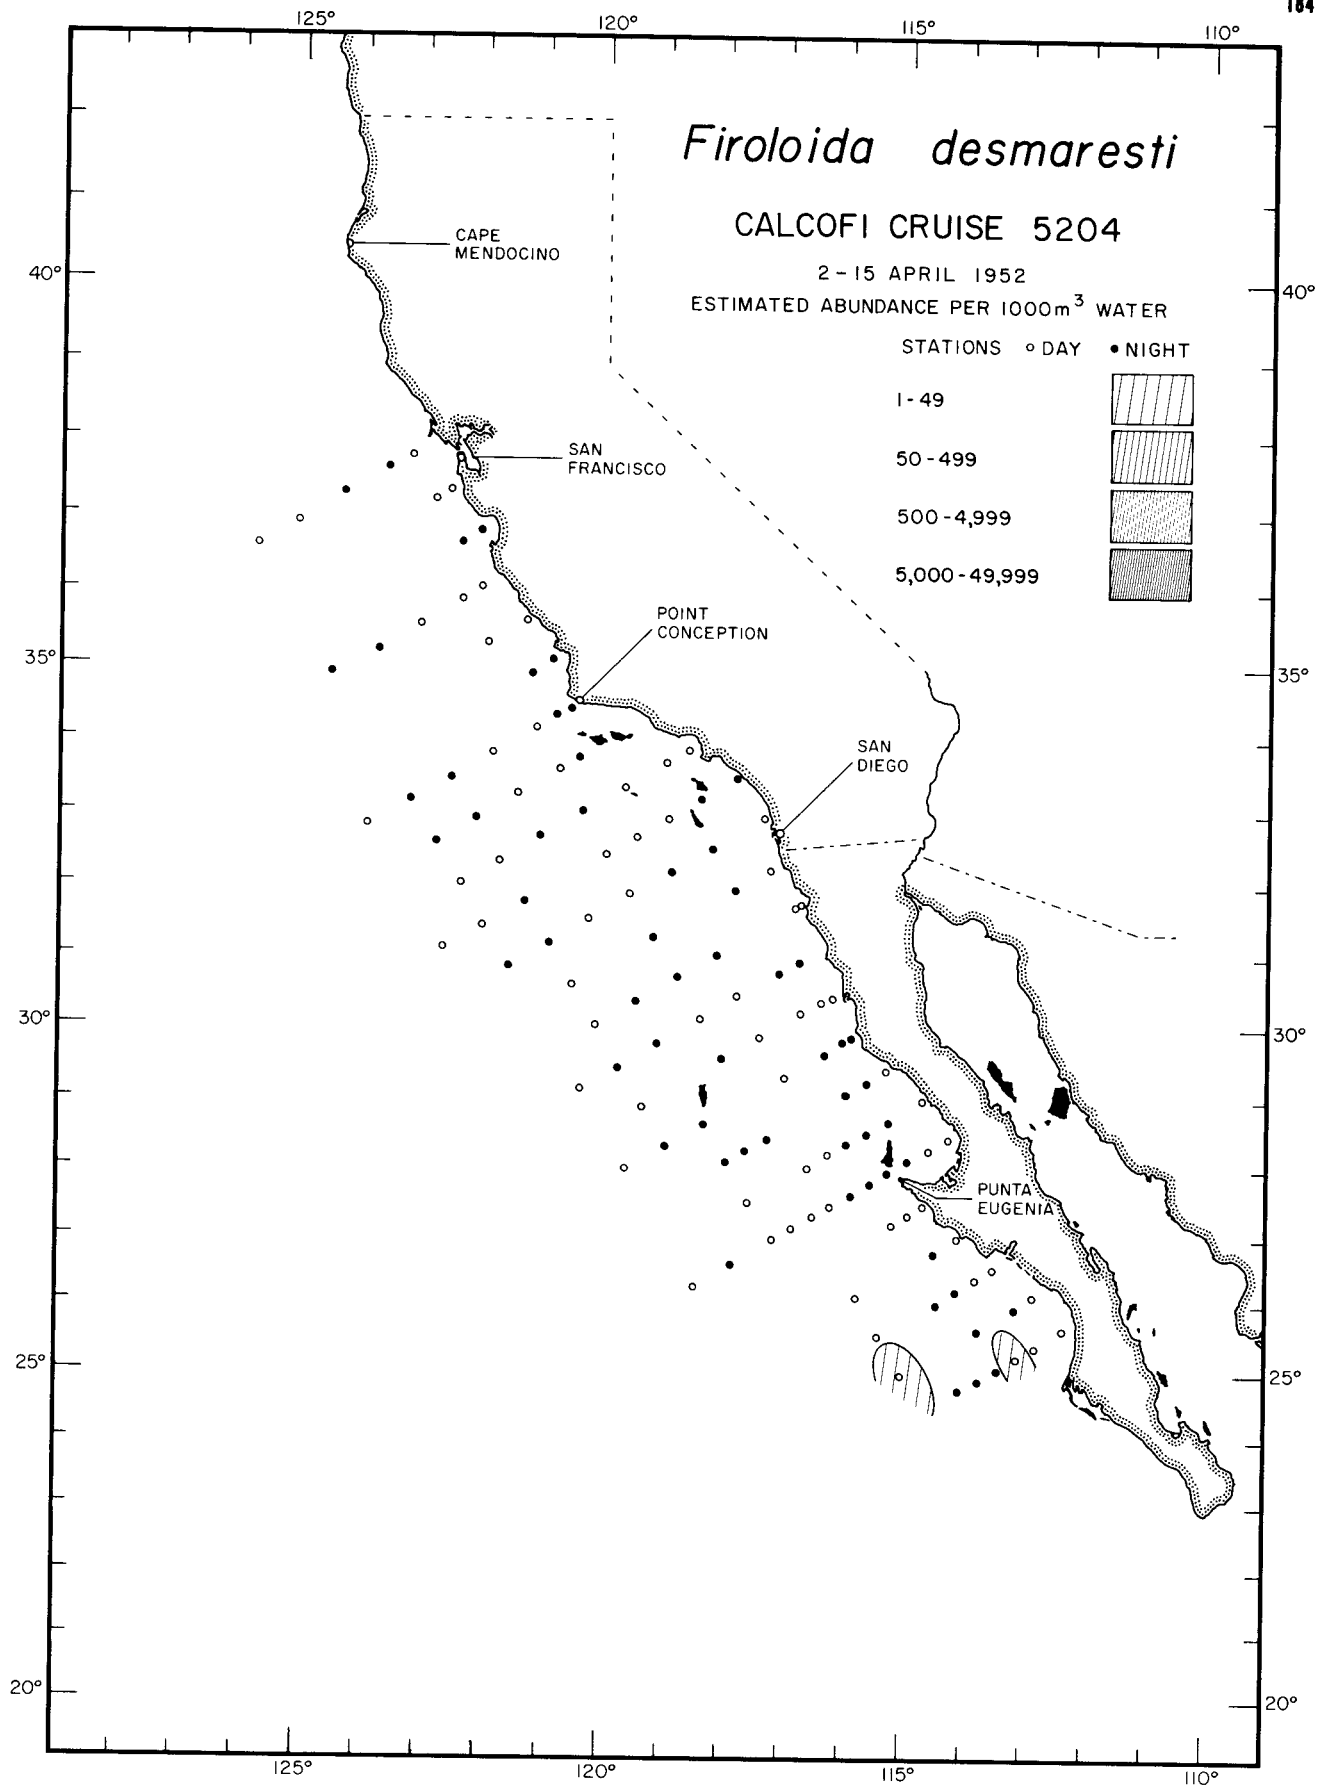 184
125° 120° 115° 110°
Firoloida desmaresti
CALCOFI CRUISE 5204
2-15 APRIL 1952
ESTIMATED ABUNDANCE PER 1000m³ WATER
STATIONS ○ DAY ● NIGHT
1-49
50-499
500-4,999
5,000-49,999
CAPE
MENDOCINO
40° 40°
SAN
FRANCISCO
POINT
CONCEPTION
35° 35°
SAN
DIEGO
30° 30°
PUNTA
EUGENIA
25° 25°
20° 20°
125° 120° 115° 110°